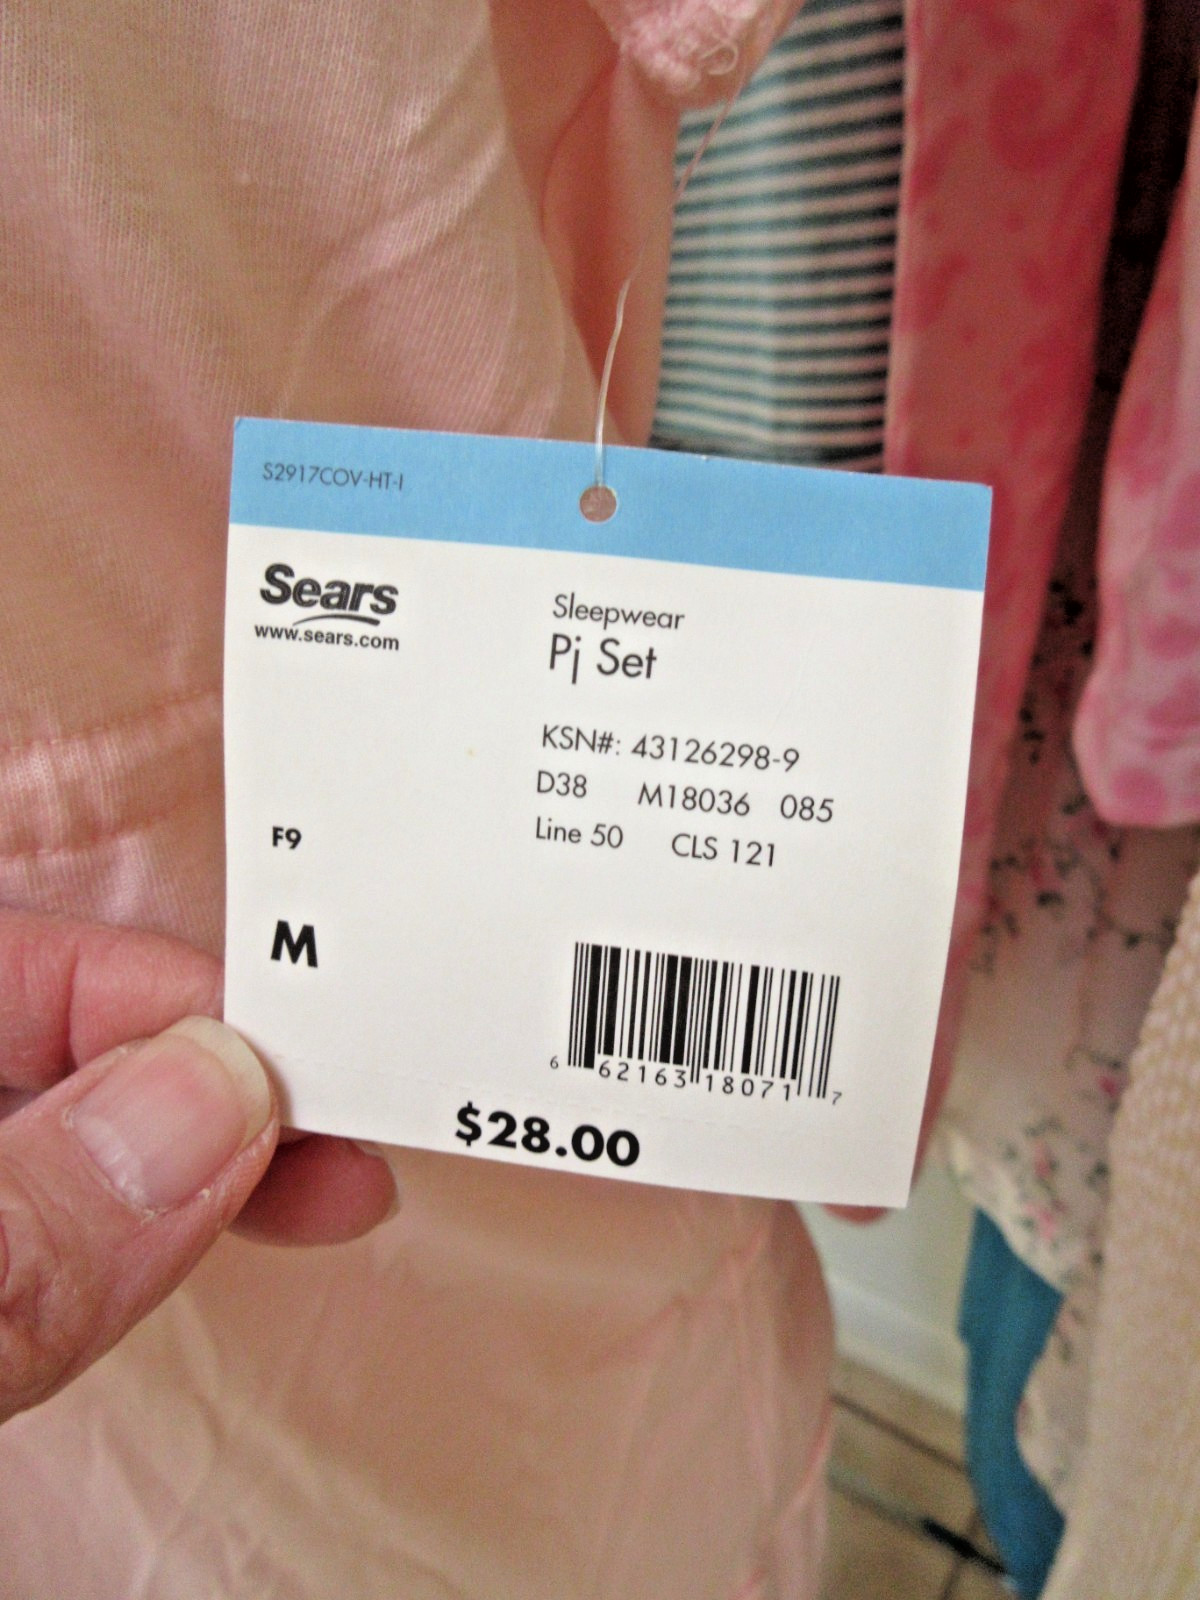 S2917COV-HT-I
Sears
www.sears.com
Sleepwear
Pj Set
KSN#: 43126298-9
D38 M18036 085
Line 50 CLS 121
F9
M
6 62163 18071 7
$28.00